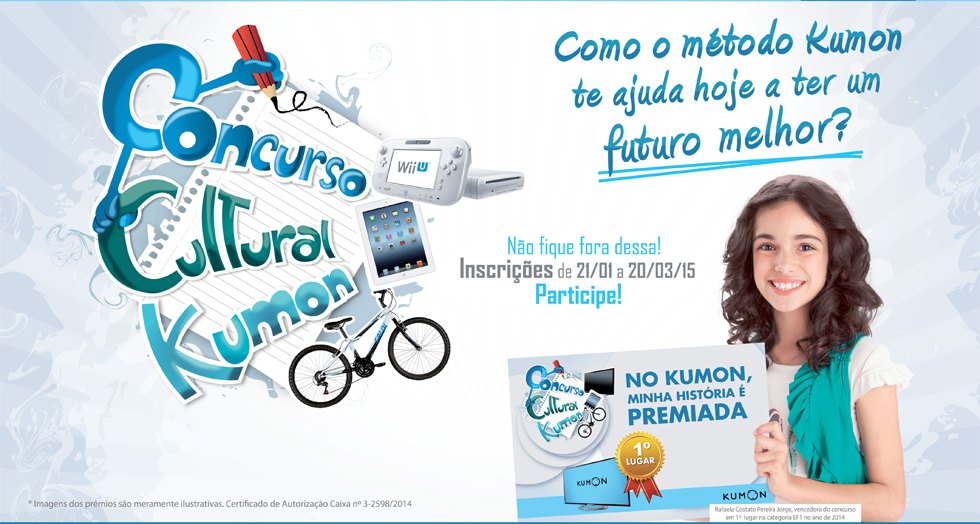 Concurso
Cultural
Kumon
Wii U
Como o método Kumon
te ajuda hoje a ter um
futuro melhor?
Não fique fora dessa!
Inscrições de 21/01 a 20/03/15
Participe!
Concurso
Cultural
Kumon
NO KUMON,
MINHA HISTÓRIA É
PREMIADA
1º
LUGAR
KUMON
KUMON
* Imagens dos prêmios são meramente ilustrativas. Certificado de Autorização Caixa nº 3-2598/2014
Rafaela Costato Pereira Jorge, vencedora do concurso
em 1º lugar na categoria EF1 no ano de 2014